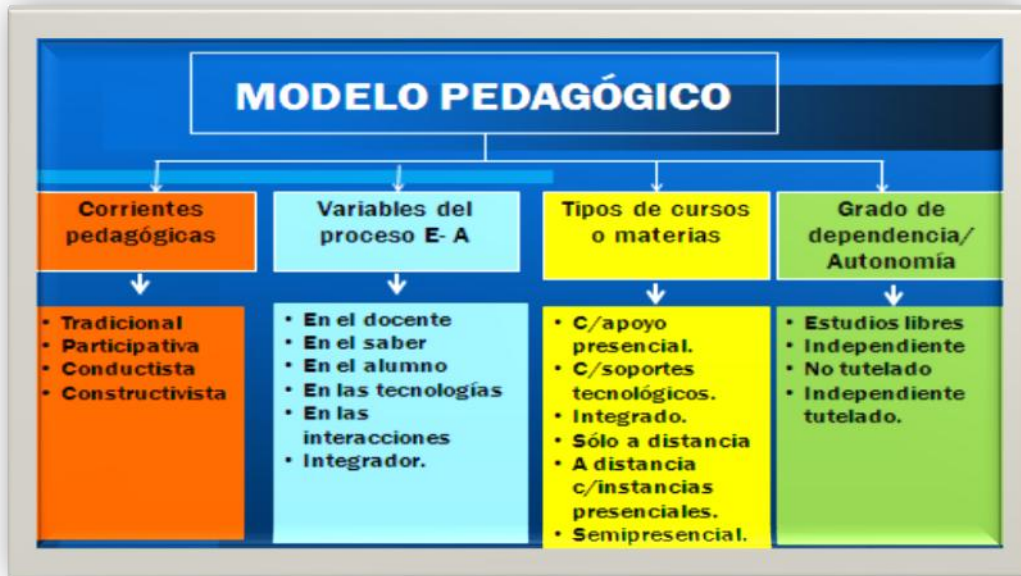 MODELO PEDAGÓGICO
Corrientes
pedagógicas
• Tradicional
• Participativa
• Conductista
• Constructivista
Variables del
proceso E- A
• En el docente
• En el saber
• En el alumno
• En las tecnologías
• En las
interacciones
• Integrador.
Tipos de cursos
o materias
• C/apoyo
presencial.
• C/soportes
tecnológicos.
• Integrado.
• Sólo a distancia
• A distancia
c/instancias
presenciales.
• Semipresencial.
Grado de
dependencia/
Autonomía
• Estudios libres
• Independiente
• No tutelado
• Independiente
tutelado.